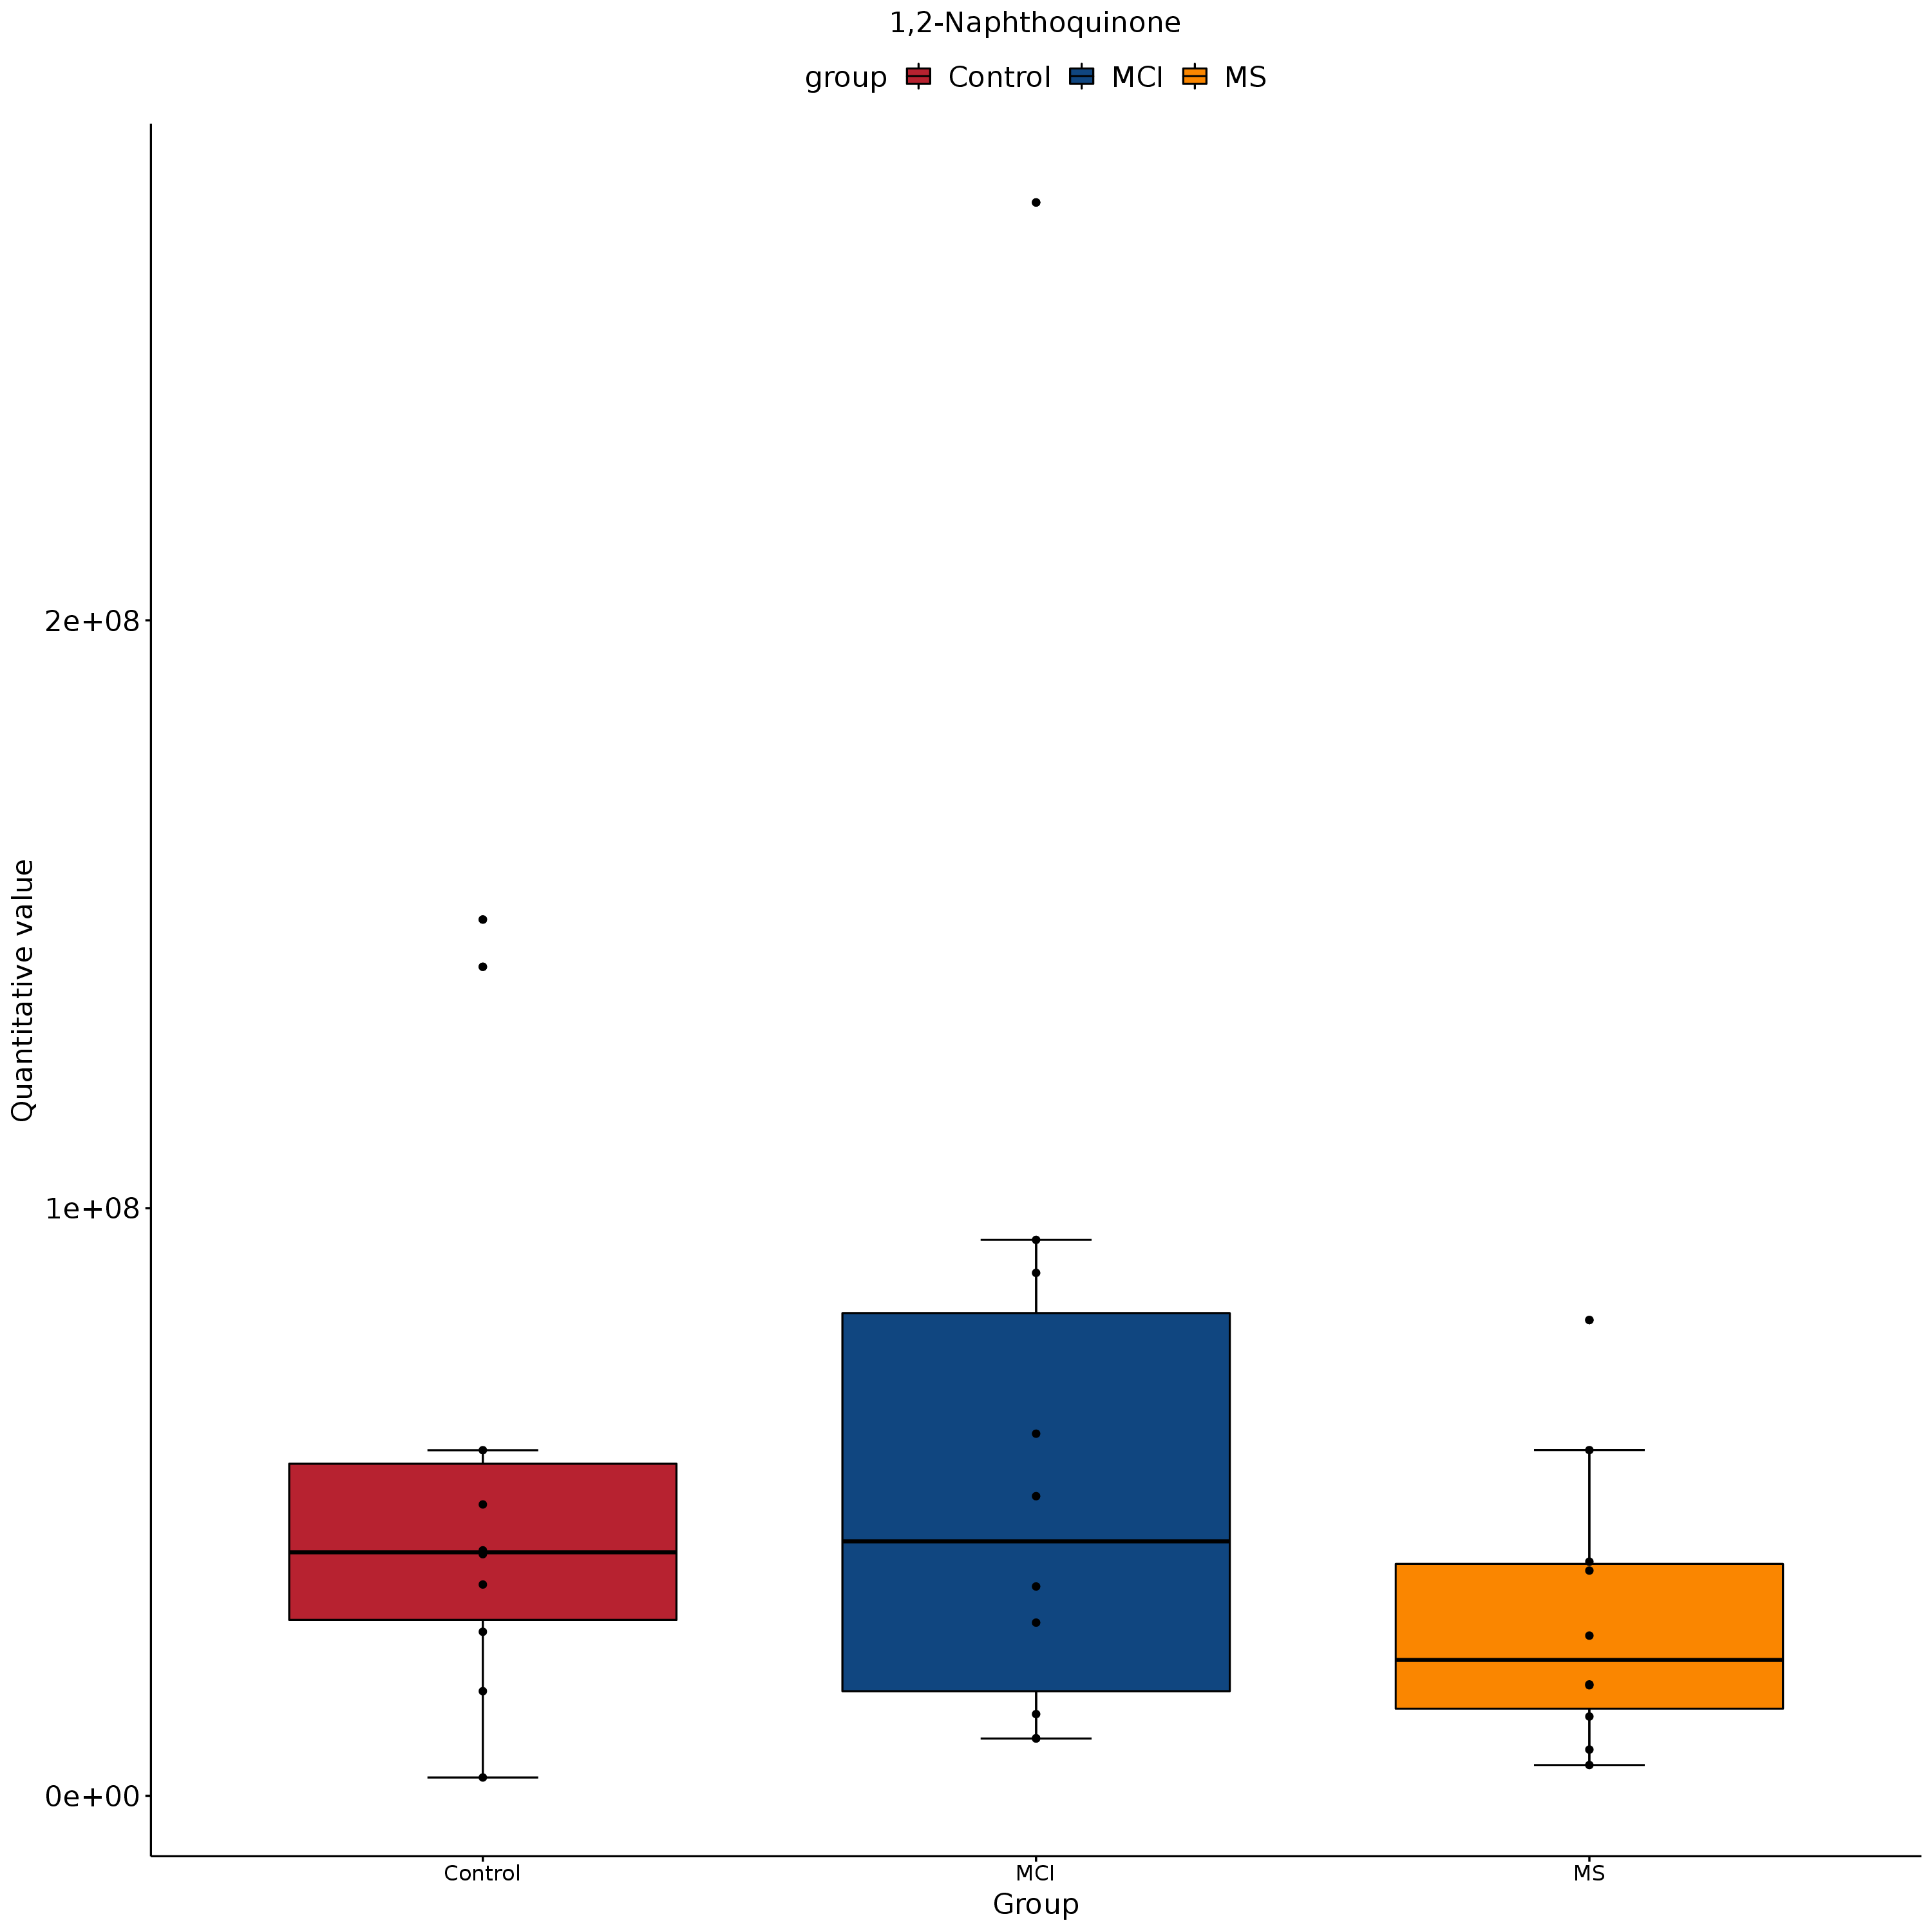 1,2-Naphthoquinone
group Control MCI MS
Quantitative value
2e+08
1e+08
0e+00
Control MCI MS
Group